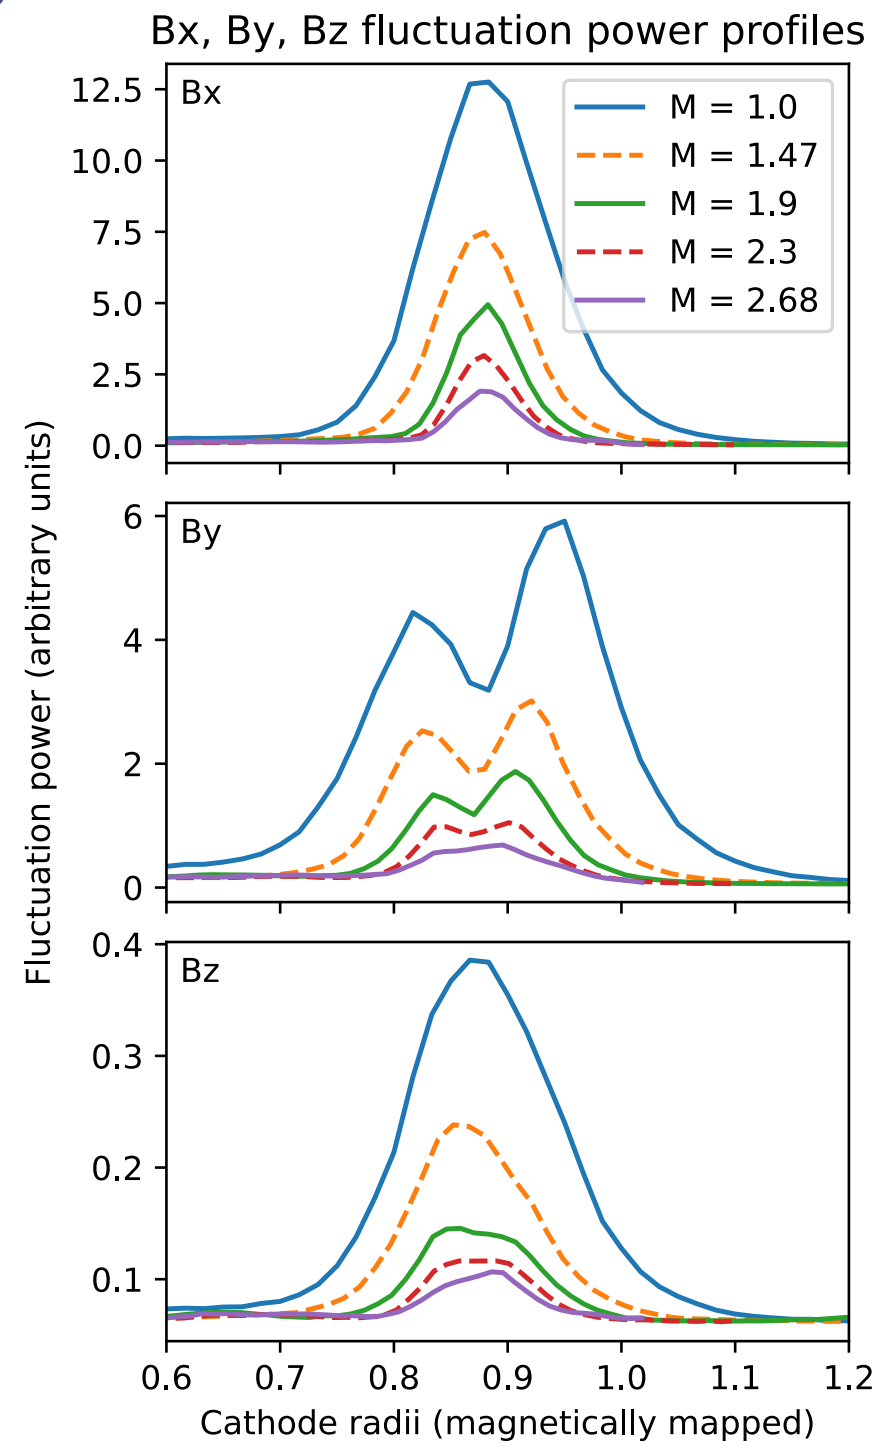 Bx, By, Bz fluctuation power profiles
Bx
M = 1.0
M = 1.47
M = 1.9
M = 2.3
M = 2.68
12.5
10.0
7.5
5.0
2.5
0.0
Fluctuation power (arbitrary units)
By
6
4
2
0
Bz
0.4
0.3
0.2
0.1
0.6 0.7 0.8 0.9 1.0 1.1 1.2
Cathode radii (magnetically mapped)